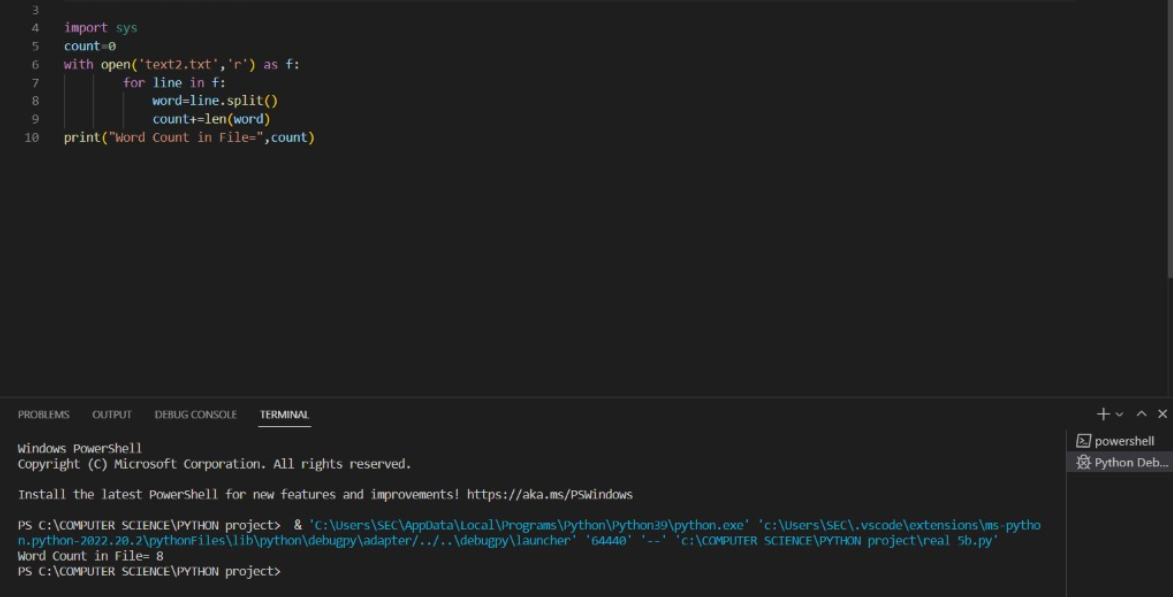 3
4 import sys
5 count=0
6 with open('text2.txt','r') as f:
7 for line in f:
8 word=line.split()
9 count+=len(word)
10 print("Word Count in File=",count)
PROBLEMS OUTPUT DEBUG CONSOLE TERMINAL
powershell
Python Deb...
Windows PowerShell
Copyright (C) Microsoft Corporation. All rights reserved.
Install the latest PowerShell for new features and improvements! https://aka.ms/PSWindows
PS C:\COMPUTER SCIENCE\PYTHON project> & 'C:\Users\SEC\AppData\Local\Programs\Python\Python39\python.exe' 'c:\Users\SEC\.vscode\extensions\ms-pytho
n.python-2022.20.2\pythonFiles\lib\python\debugpy\adapter/../..\debugpy\launcher' '64440' '--' 'c:\COMPUTER SCIENCE\PYTHON project\real 5b.py'
Word Count in File= 8
PS C:\COMPUTER SCIENCE\PYTHON project>